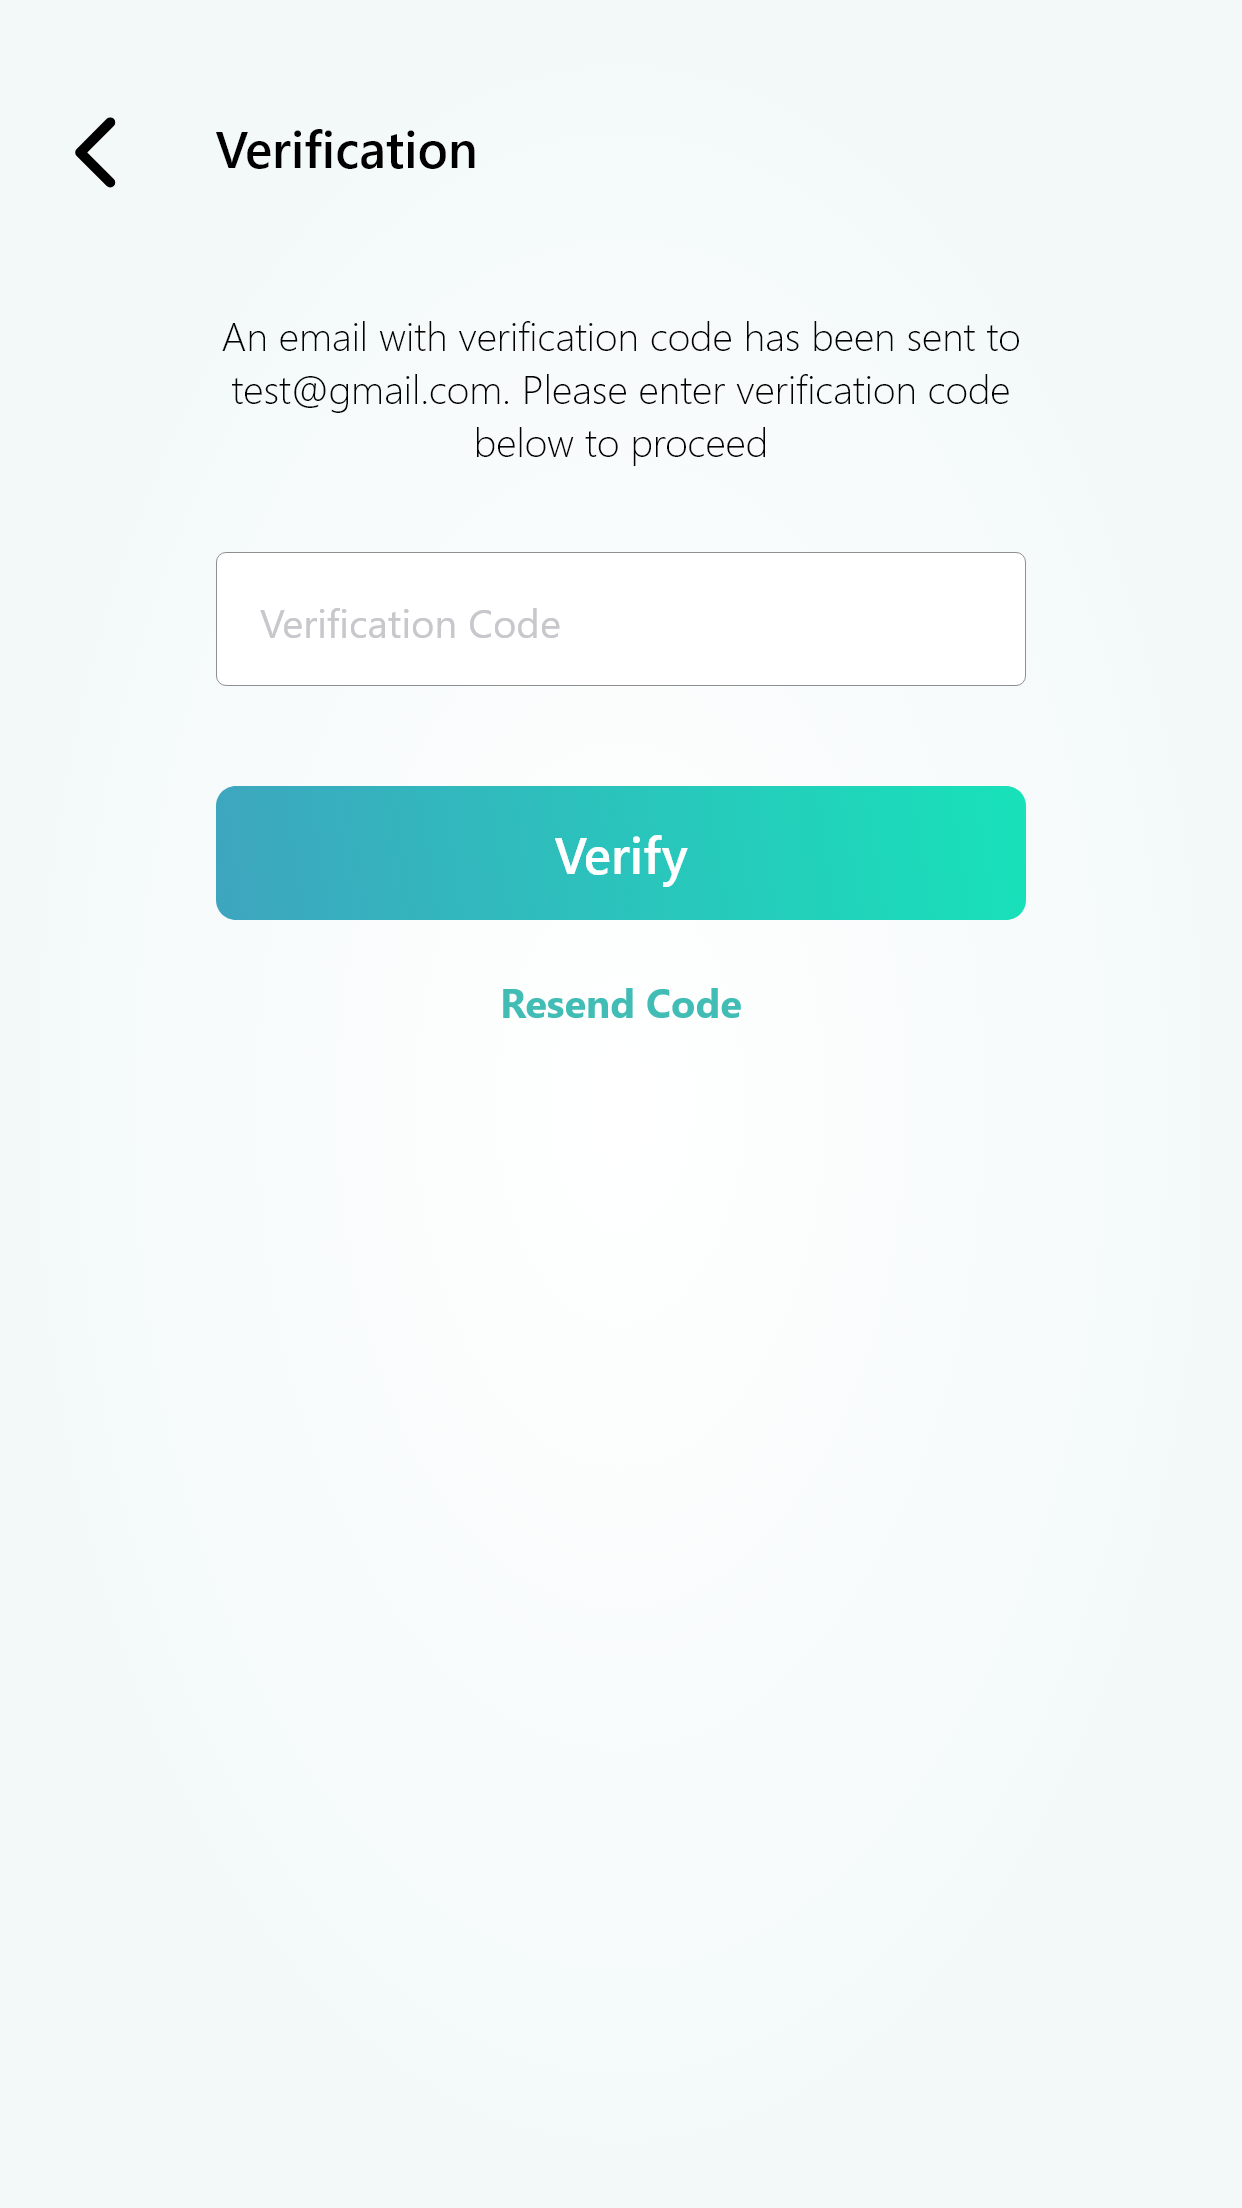 Verification
An email with verification code has been sent to
test@gmail.com. Please enter verification code
below to proceed
Verification Code
Verify
Resend Code